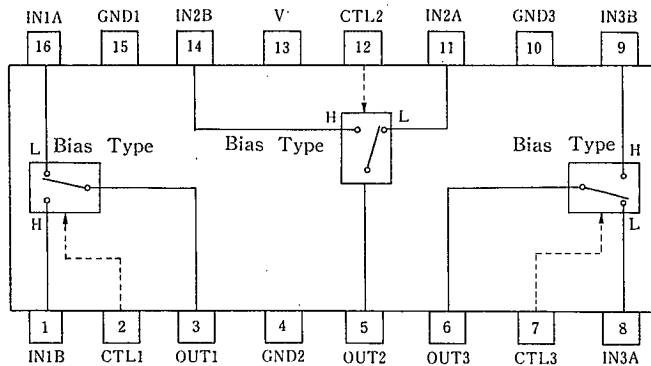 IN1A GND1 IN2B V CTL2 IN2A GND3 IN3B
16 15 14 13 12 11 10 9
H L
L Bias Type Bias Type Bias Type H
H L
1 2 3 4 5 6 7 8
IN1B CTL1 OUT1 GND2 OUT2 OUT3 CTL3 IN3A